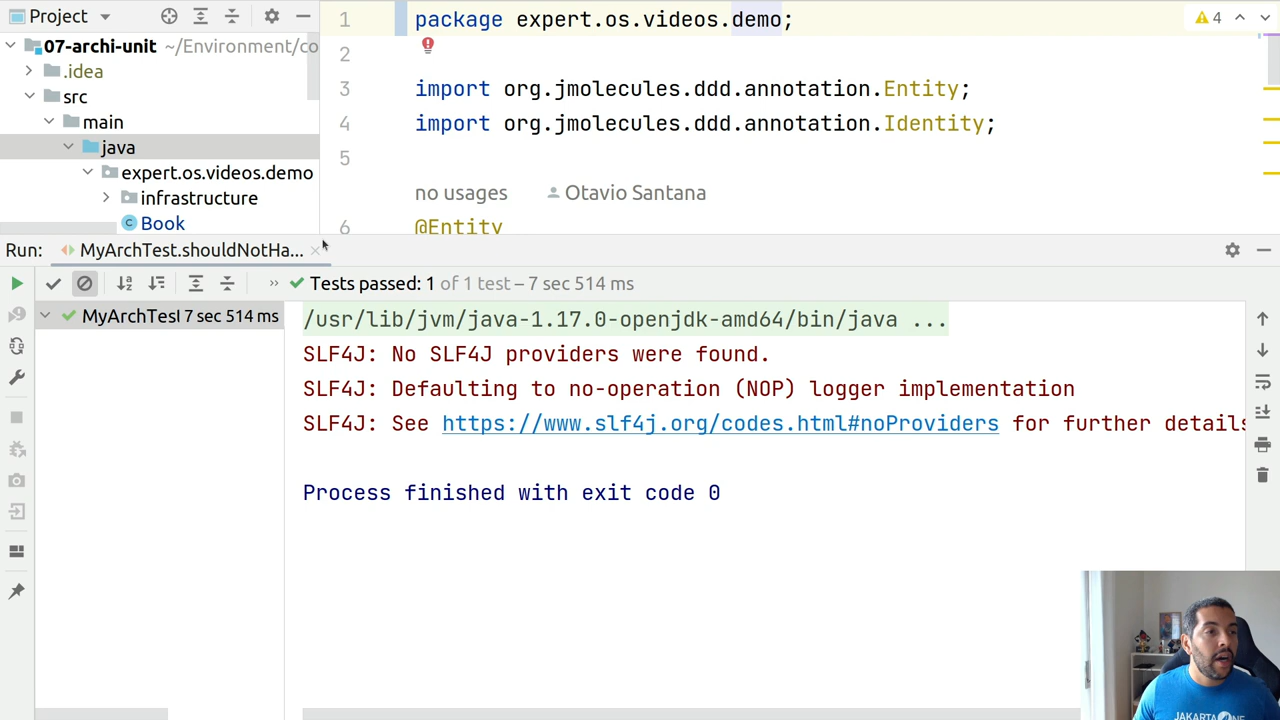 Project
07-archi-unit ~/Environment/co
.idea
src
main
java
expert.os.videos.demo
infrastructure
Book
1 package expert.os.videos.demo;
2
3 import org.jmolecules.ddd.annotation.Entity;
4 import org.jmolecules.ddd.annotation.Identity;
5
no usages Otavio Santana
6 @Entity
4
Run: MyArchTest.shouldNotHa...
Tests passed: 1 of 1 test – 7 sec 514 ms
MyArchTest 7 sec 514 ms
/usr/lib/jvm/java-1.17.0-openjdk-amd64/bin/java ...
SLF4J: No SLF4J providers were found.
SLF4J: Defaulting to no-operation (NOP) logger implementation
SLF4J: See https://www.slf4j.org/codes.html#noProviders for further details
Process finished with exit code 0
JAKARTAONE